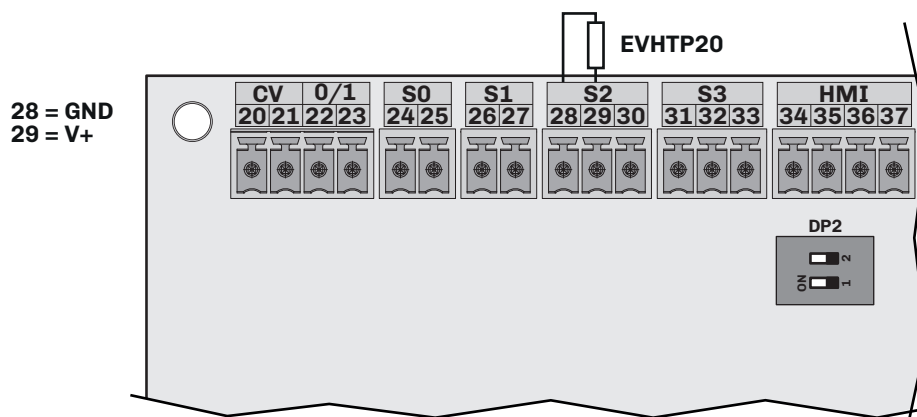 EVHTP20
28 = GND
29 = V+
CV 0/1 S0 S1 S2 S3 HMI
20 21 22 23 24 25 26 27 28 29 30 31 32 33 34 35 36 37
DP2
2
ON 1